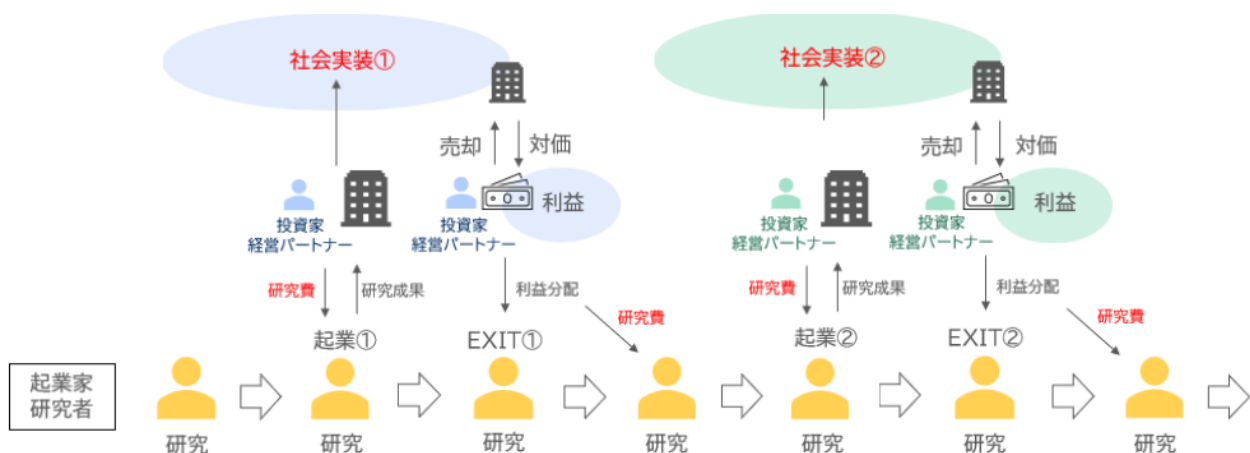 社会実装①
社会実装②
売却
対価
売却
対価
利益
利益
投資家
経営パートナー
投資家
経営パートナー
投資家
経営パートナー
投資家
経営パートナー
研究費
研究成果
利益分配
研究費
研究費
研究成果
利益分配
研究費
起業①
EXIT①
起業②
EXIT②
起業家
研究者
研究
研究
研究
研究
研究
研究
研究